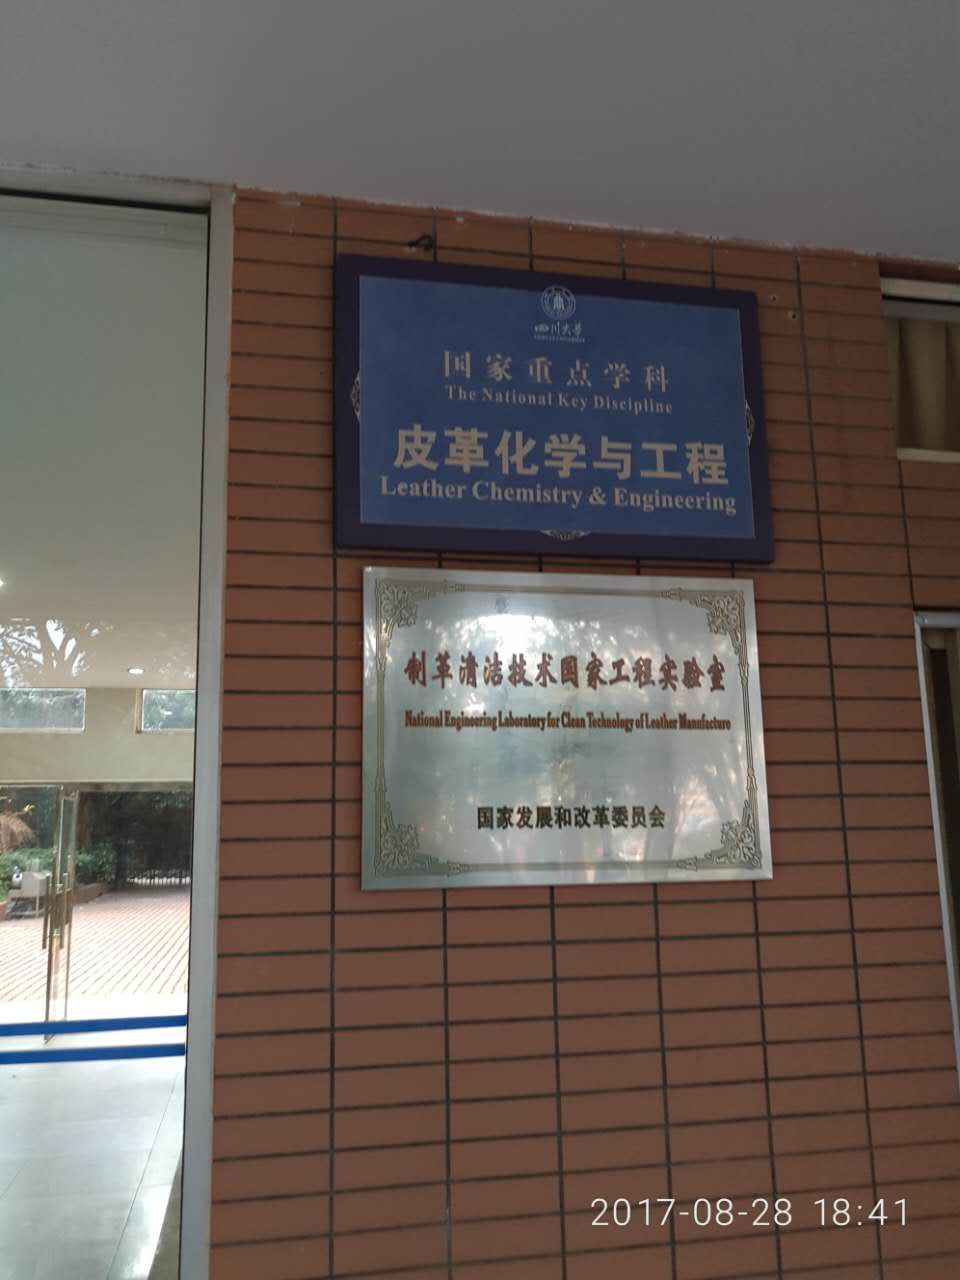 四川大学
SICHUAN UNIVERSITY
国家重点学科
The National Key Discipline
皮革化学与工程
Leather Chemistry & Engineering
制革清洁技术国家工程实验室
National Engineering Laboratory for Clean Technology of Leather Manufacture
国家发展和改革委员会
2017-08-28 18:41